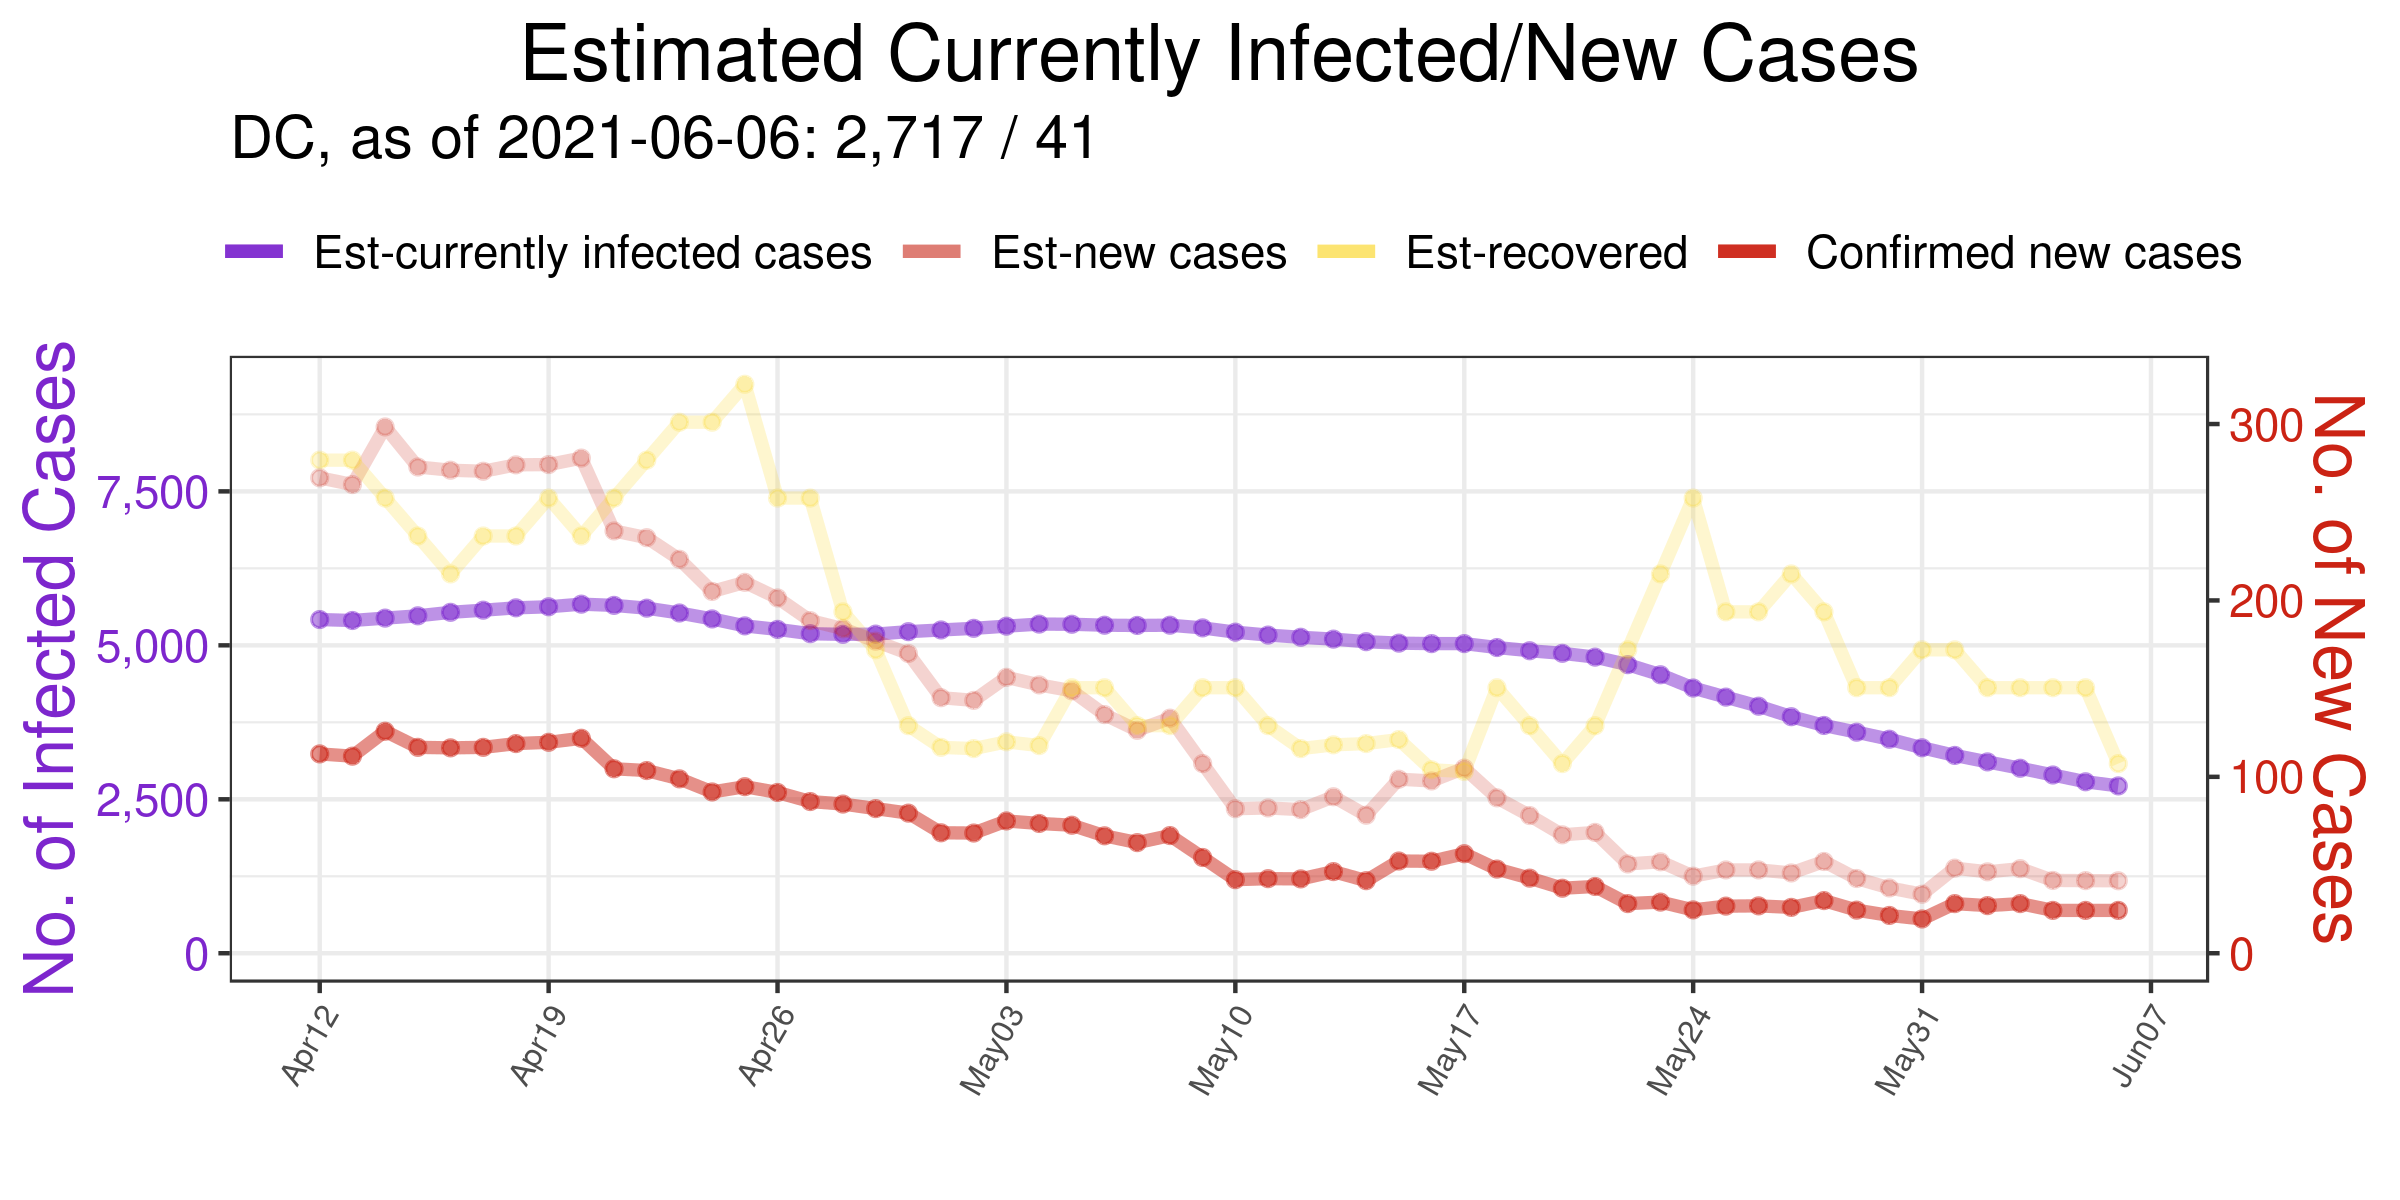 Estimated Currently Infected/New Cases
DC, as of 2021-06-06: 2,717 / 41
Est-currently infected cases Est-new cases Est-recovered Confirmed new cases
No. of Infected Cases
7,500
5,000
2,500
0
300
200
100
0
No. of New Cases
Apr12 Apr19 Apr26 May03 May10 May17 May24 May31 Jun07